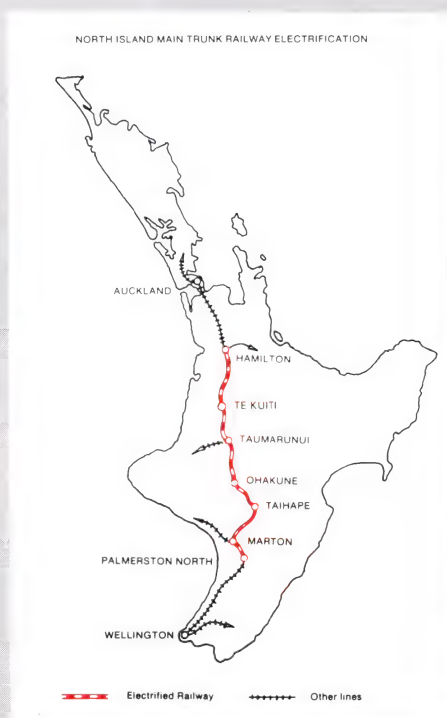 NORTH ISLAND MAIN TRUNK RAILWAY ELECTRIFICATION
AUCKLAND
HAMILTON
TE KUITI
TAUMARUNUI
OHAKUNE
TAIHAPE
MARTON
PALMERSTON NORTH
WELLINGTON
Electrified Railway
Other lines